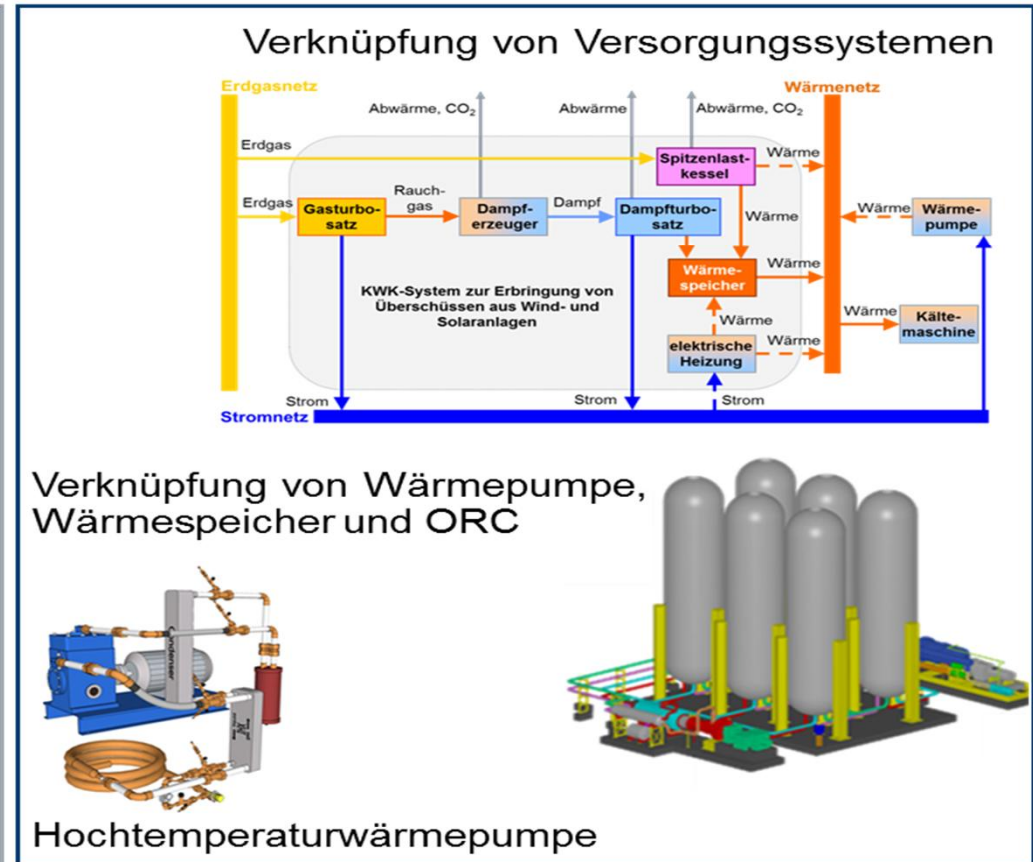 Verknüpfung von Versorgungssystemen
Erdgasnetz
Wärmenetz
Abwärme, CO₂
Abwärme
Abwärme, CO₂
Erdgas
Spitzenlast-
kessel
Wärme
Erdgas
Gasturbo-
satz
Rauch-
gas
Dampf-
erzeuger
Dampf
Dampfturbo-
satz
Wärme
Wärme
Wärme-
pumpe
KWK-System zur Erbringung von
Überschüssen aus Wind- und
Solaranlagen
Wärme-
speicher
Wärme
Wärme
Kälte-
maschine
Wärme
elektrische
Heizung
Wärme
Strom
Strom
Strom
Stromnetz
Verknüpfung von Wärmepumpe,
Wärmespeicher und ORC
Condenser
Hochtemperaturwärmepumpe